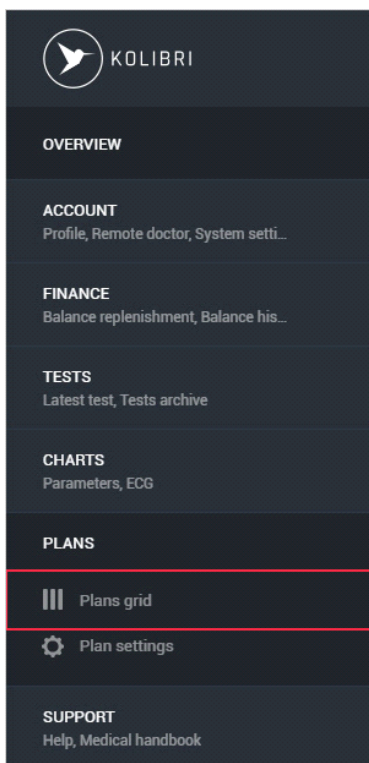 KOLIBRI
OVERVIEW
ACCOUNT
Profile, Remote doctor, System setti...
FINANCE
Balance replenishment, Balance his...
TESTS
Latest test, Tests archive
CHARTS
Parameters, ECG
PLANS
Plans grid
Plan settings
SUPPORT
Help, Medical handbook